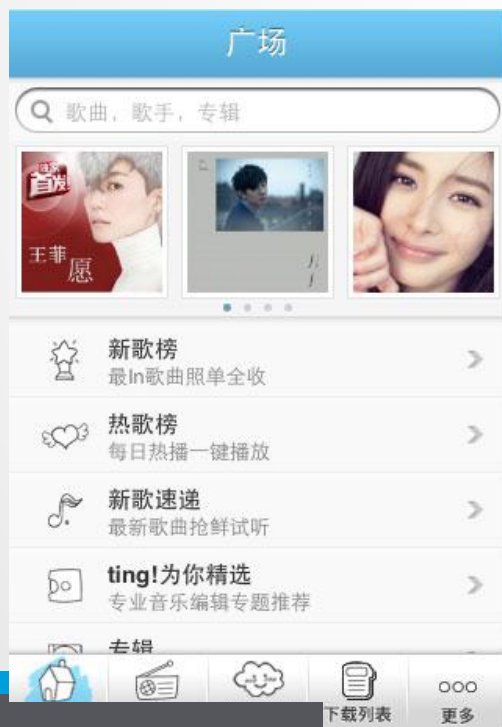 广场
歌曲，歌手，专辑
首发!
王菲
愿
新歌榜
最In歌曲照单全收
热歌榜
每日热播一键播放
新歌速递
最新歌曲抢鲜试听
ting!为你精选
专业音乐编辑专题推荐
专辑
下载列表
更多